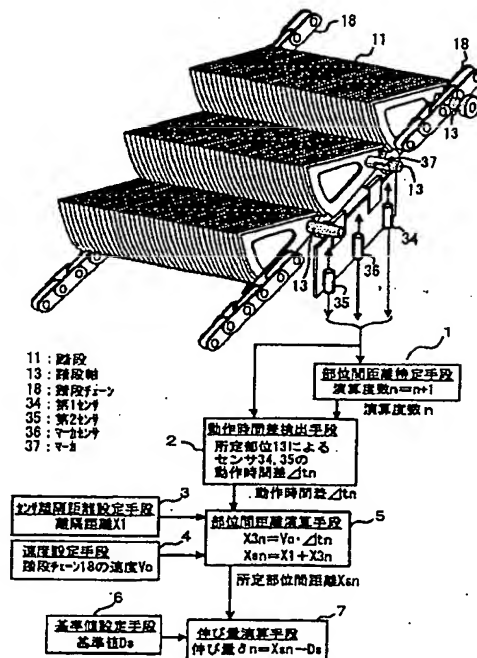 18
11
18
13
37
13
34
13
36
35
11 : 踏段
13 : 踏段軸
18 : 踏段チェーン
34 : 第1センサ
35 : 第2センサ
36 : マーカセンサ
37 : マーカ
1
部位間距離特定手段
演算度数n=n+1
演算度数n
2
動作時間差検出手段
所定部位13による
センサ34,35の
動作時間差⊿tn
動作時間差⊿tn
3
センサ離隔距離設定手段
離隔距離X1
4
速度設定手段
踏段チェーン18の速度Vo
5
部位間距離演算手段
X3n=Vo・⊿tn
Xsn=X1+X3n
所定部位間距離Xsn
6
基準値設定手段
基準値Ds
7
伸び量演算手段
伸び量δn=Xsn-Ds